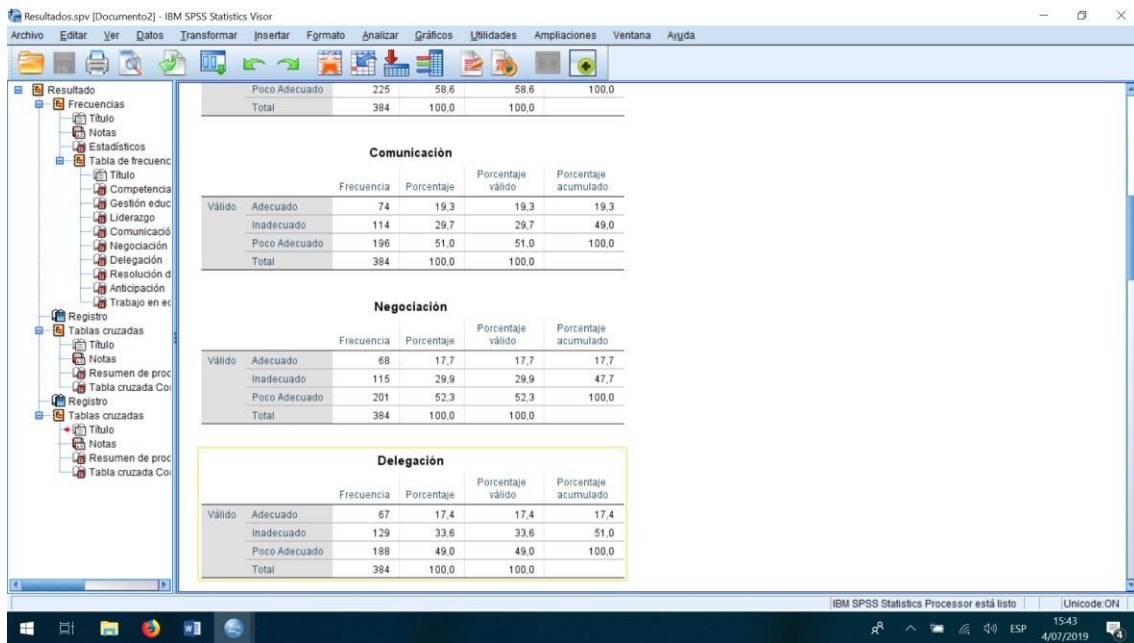 Resultados.spv [Documento2] - IBM SPSS Statistics Visor
Archivo Editar Ver Datos Transformar Insertar Formato Analizar Gráficos Utilidades Ampliaciones Ventana Ayuda
Resultado
Frecuencias
Título
Notas
Estadísticos
Tabla de frecuenc
Título
Competencia
Gestión educ
Liderazgo
Comunicació
Negociación
Delegación
Resolución d
Anticipación
Trabajo en ec
Registro
Tablas cruzadas
Título
Notas
Resumen de proc
Tabla cruzada Coi
Registro
Tablas cruzadas
Título
Notas
Resumen de proc
Tabla cruzada Coi
Poco Adecuado 225 58,6 58,6 100,0
Total 384 100,0 100,0
Comunicación
Frecuencia Porcentaje Porcentaje válido Porcentaje acumulado
Válido Adecuado 74 19,3 19,3 19,3
Inadecuado 114 29,7 29,7 49,0
Poco Adecuado 196 51,0 51,0 100,0
Total 384 100,0 100,0
Negociación
Frecuencia Porcentaje Porcentaje válido Porcentaje acumulado
Válido Adecuado 68 17,7 17,7 17,7
Inadecuado 115 29,9 29,9 47,7
Poco Adecuado 201 52,3 52,3 100,0
Total 384 100,0 100,0
Delegación
Frecuencia Porcentaje Porcentaje válido Porcentaje acumulado
Válido Adecuado 67 17,4 17,4 17,4
Inadecuado 129 33,6 33,6 51,0
Poco Adecuado 188 49,0 49,0 100,0
Total 384 100,0 100,0
IBM SPSS Statistics Processor está listo Unicode:ON
ESP 15:43
4/07/2019 4